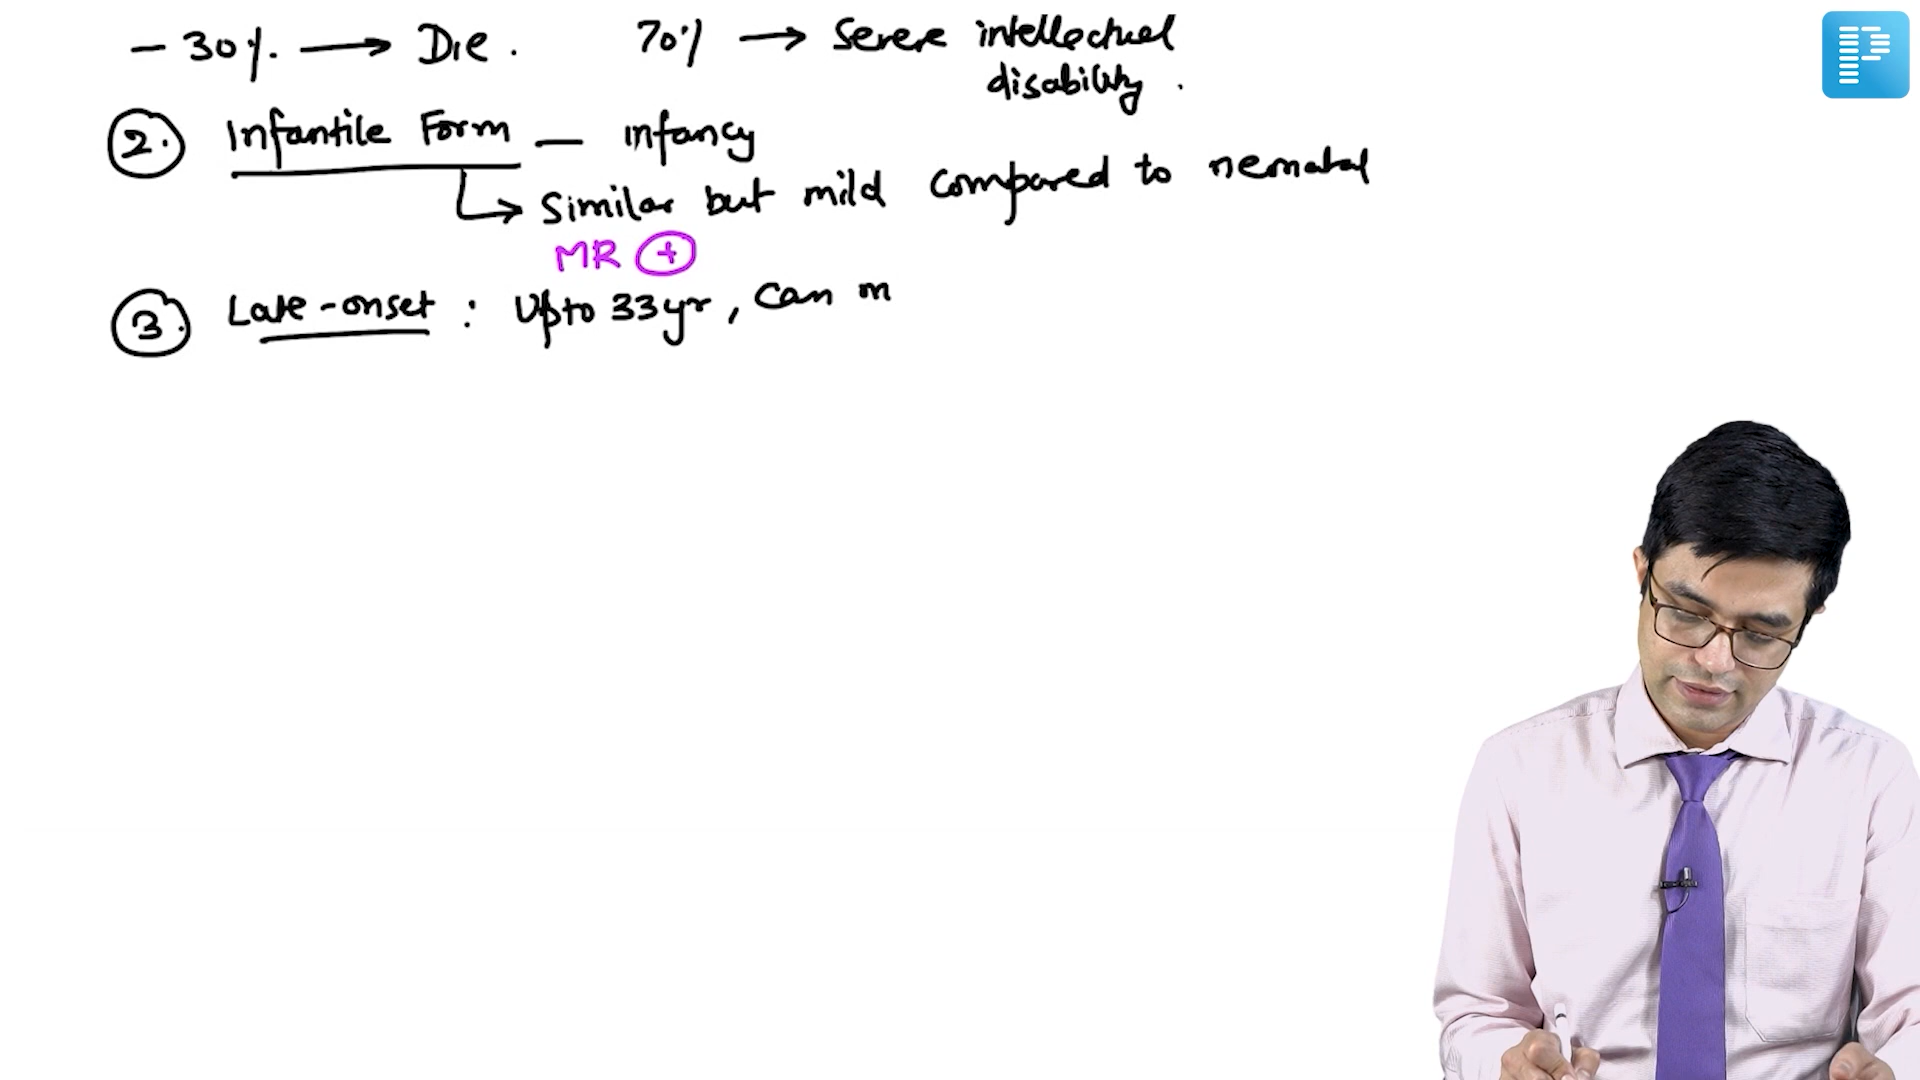 – 30% → Die. 70% → Severe intellectual
disability.
2. Infantile Form – infancy
↳ Similar but mild compared to neonatal
MR +
3. Late-onset : Upto 33yr, Can m